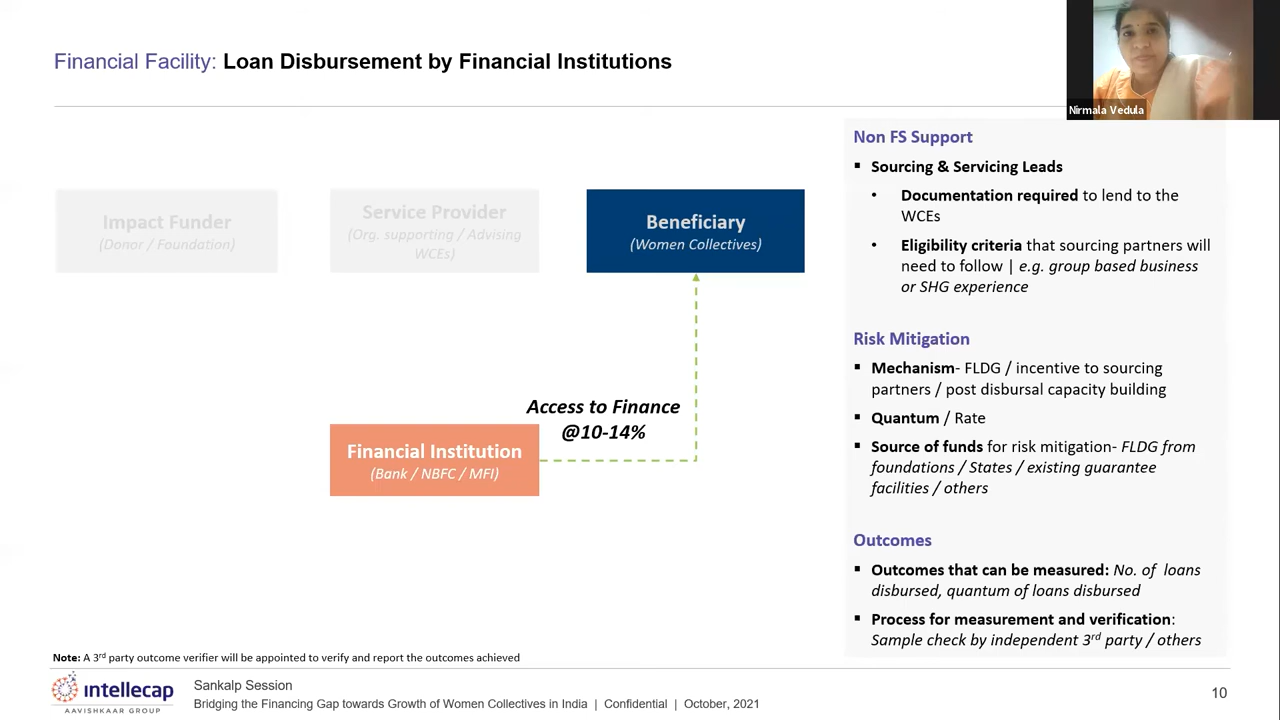 Financial Facility: Loan Disbursement by Financial Institutions
Nirmala Vedula
Impact Funder
(Donor / Foundation)
Service Provider
(Org. supporting / Advising
WCEs)
Beneficiary
(Women Collectives)
Access to Finance
@10-14%
Financial Institution
(Bank / NBFC / MFI)
Non FS Support
▪ Sourcing & Servicing Leads
• Documentation required to lend to the
WCEs
• Eligibility criteria that sourcing partners will
need to follow | e.g. group based business
or SHG experience
Risk Mitigation
▪ Mechanism- FLDG / incentive to sourcing
partners / post disbursal capacity building
▪ Quantum / Rate
▪ Source of funds for risk mitigation- FLDG from
foundations / States / existing guarantee
facilities / others
Outcomes
▪ Outcomes that can be measured: No. of loans
disbursed, quantum of loans disbursed
▪ Process for measurement and verification:
Sample check by independent 3rd party / others
Note: A 3rd party outcome verifier will be appointed to verify and report the outcomes achieved
intellecap
AAVISHKAAR GROUP
Sankalp Session
Bridging the Financing Gap towards Growth of Women Collectives in India | Confidential | October, 2021
10